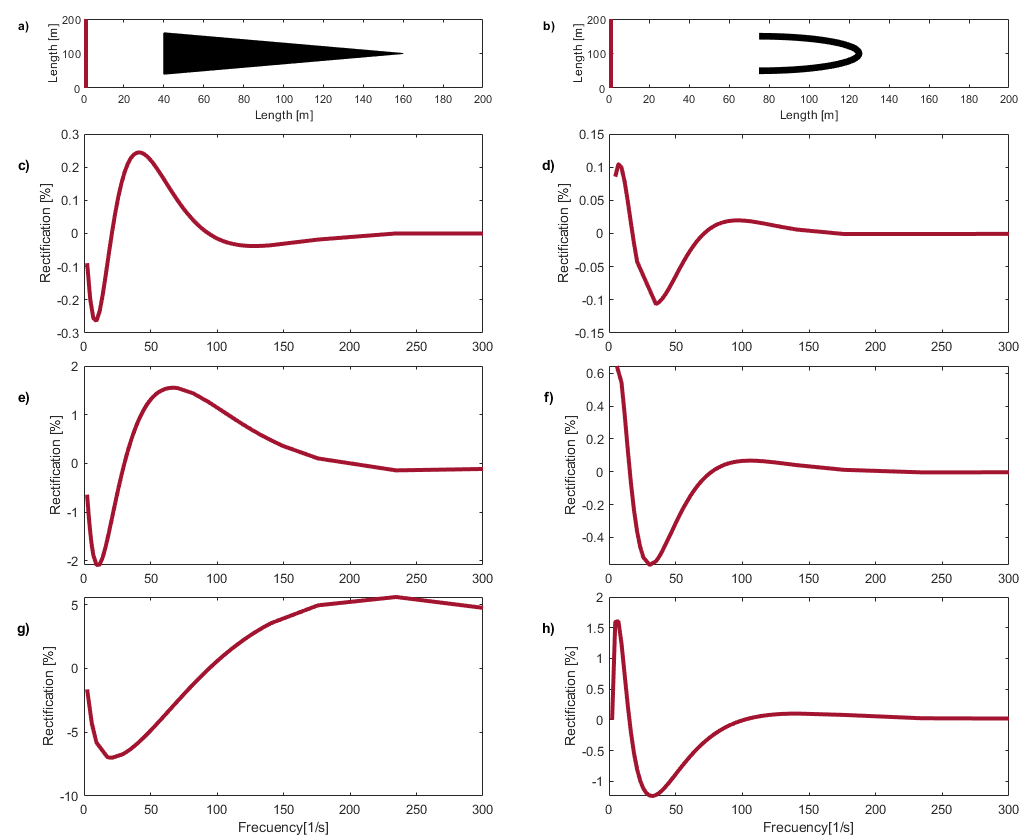 a)
Length [m]
200
100
0
0 20 40 60 80 100 120 140 160 180 200
Length [m]
b)
Length [m]
200
100
0
0 20 40 60 80 100 120 140 160 180 200
Length [m]
c)
Rectification [%]
0.3
0.2
0.1
0
-0.1
-0.2
-0.3
0 50 100 150 200 250 300
d)
Rectification [%]
0.15
0.1
0.05
0
-0.05
-0.1
-0.15
0 50 100 150 200 250 300
e)
Rectification [%]
2
1
0
-1
-2
0 50 100 150 200 250 300
f)
Rectification [%]
0.6
0.4
0.2
0
-0.2
-0.4
0 50 100 150 200 250 300
g)
Rectification [%]
5
0
-5
-10
0 50 100 150 200 250 300
Frecuency[1/s]
h)
Rectification [%]
2
1.5
1
0.5
0
-0.5
-1
0 50 100 150 200 250 300
Frecuency[1/s]